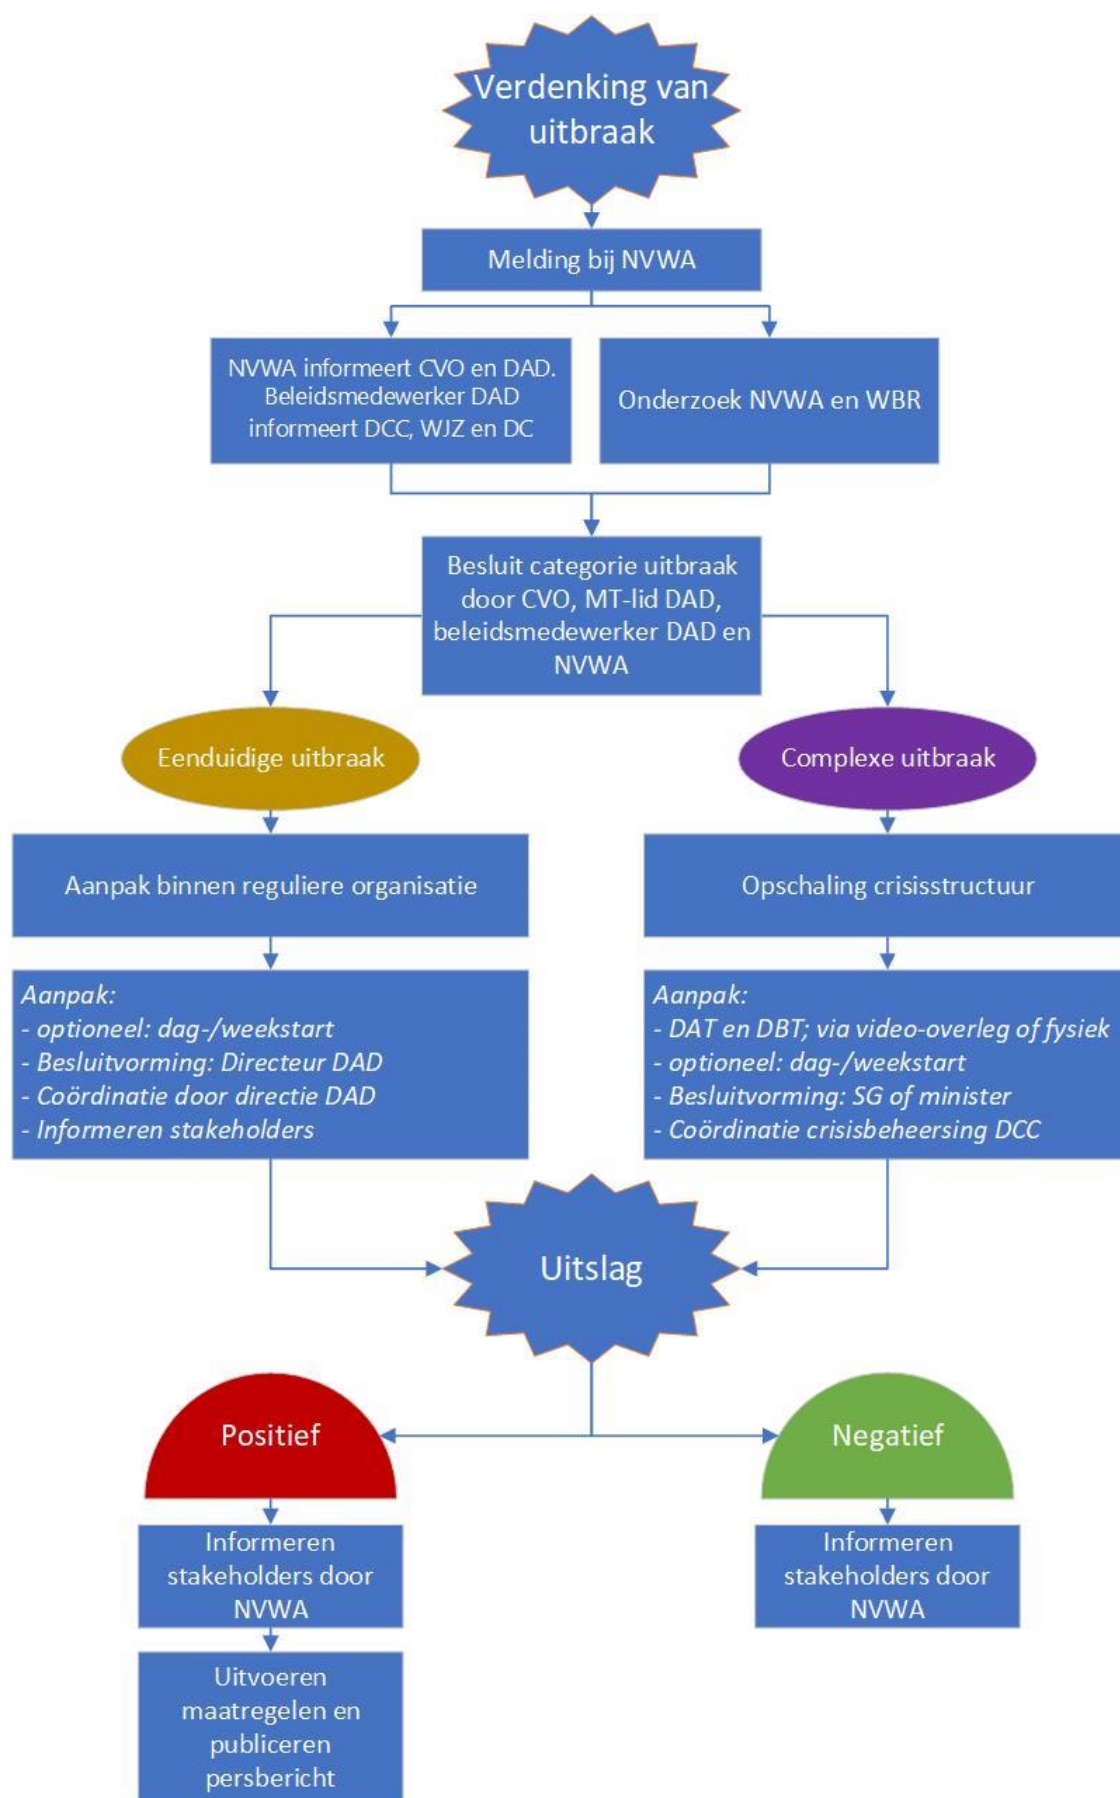 Verdenking van
uitbraak
Melding bij NVWA
NVWA informeert CVO en DAD.
Beleidsmedewerker DAD
informeert DCC, WJZ en DC
Onderzoek NVWA en WBR
Besluit categorie uitbraak
door CVO, MT-lid DAD,
beleidsmedewerker DAD en
NVWA
Eenduidige uitbraak
Complexe uitbraak
Aanpak binnen reguliere organisatie
Opschaling crisisstructuur
Aanpak:
- optioneel: dag-/weekstart
- Besluitvorming: Directeur DAD
- Coördinatie door directie DAD
- Informeren stakeholders
Aanpak:
- DAT en DBT; via video-overleg of fysiek
- optioneel: dag-/weekstart
- Besluitvorming: SG of minister
- Coördinatie crisisbeheersing DCC
Uitslag
Positief
Negatief
Informeren
stakeholders door
NVWA
Informeren
stakeholders door
NVWA
Uitvoeren
maatregelen en
publiceren
persbericht